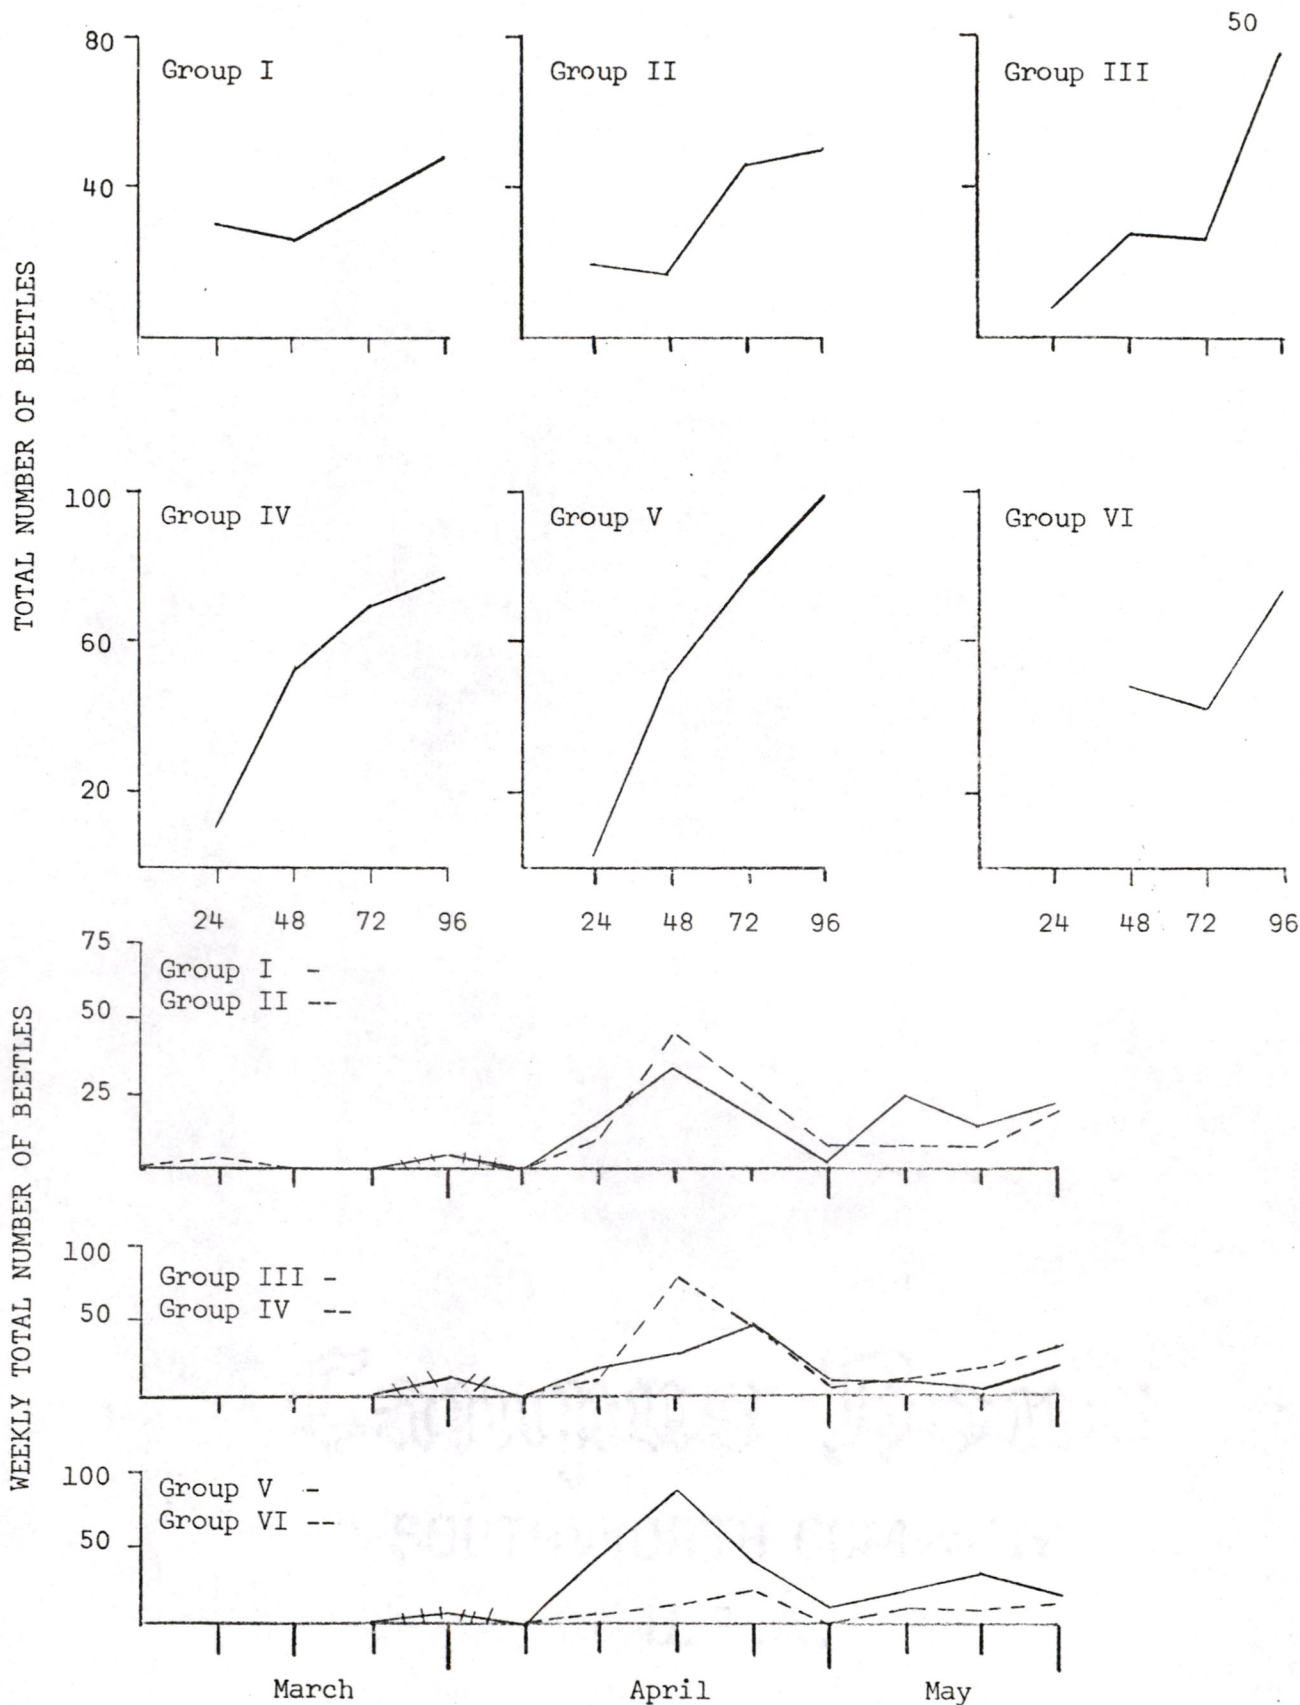 50
80
Group I
Group II
Group III
40
TOTAL NUMBER OF BEETLES
100
Group IV
Group V
Group VI
60
20
24 48 72 96
24 48 72 96
24 48 72 96
75
Group I -
Group II --
50
25
WEEKLY TOTAL NUMBER OF BEETLES
100
Group III -
Group IV --
50
100
Group V -
Group VI --
50
March April May